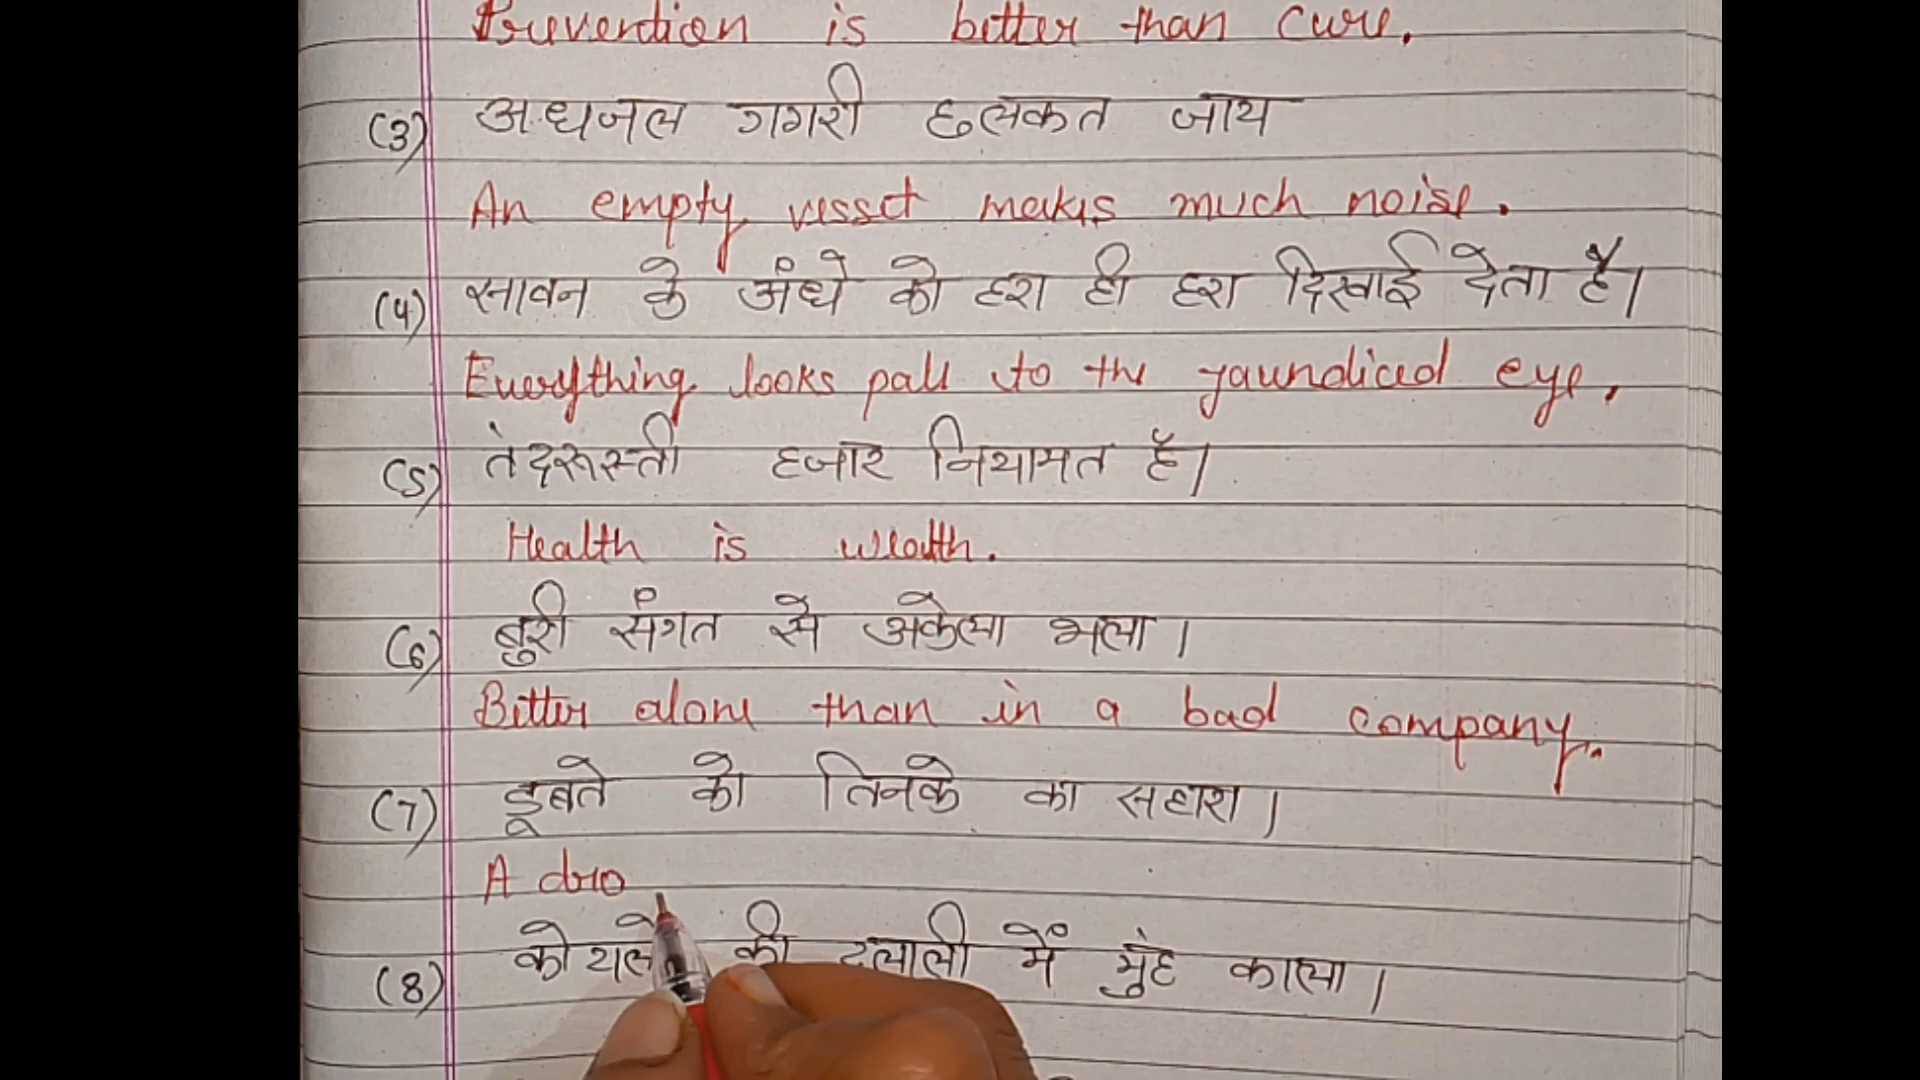 Prevention is better than cure.
(3) अधजल गगरी छलकत जाय
An empty vessel makes much noise.
(4) सावन के अंधे को हरा ही हरा दिखाई देता है।
Everything looks pale to the jaundiced eye.
(5) तंदरूस्ती हजार नियामत है।
Health is wealth.
(6) बुरी संगत से अकेला भला।
Better alone than in a bad company.
(7) डूबते को तिनके का सहारा।
A dro
(8) कोयले की दलाली में मुंह काला।